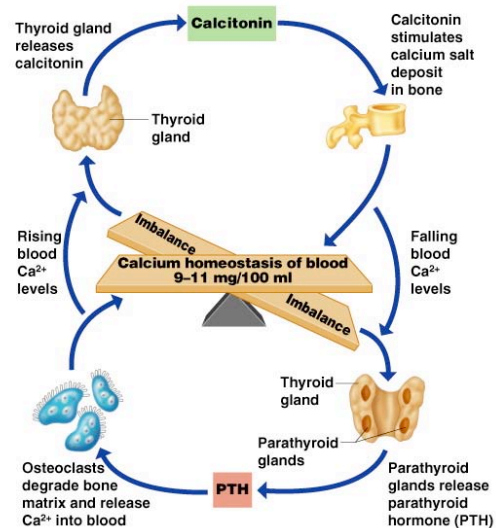 Calcitonin
Thyroid gland
releases
calcitonin
Calcitonin
stimulates
calcium salt
deposit
in bone
Thyroid
gland
Rising
blood
Ca²⁺
levels
Imbalance
Calcium homeostasis of blood
9–11 mg/100 ml
Imbalance
Falling
blood
Ca²⁺
levels
Thyroid
gland
Parathyroid
glands
Osteoclasts
degrade bone
matrix and release
Ca²⁺ into blood
PTH
Parathyroid
glands release
parathyroid
hormone (PTH)